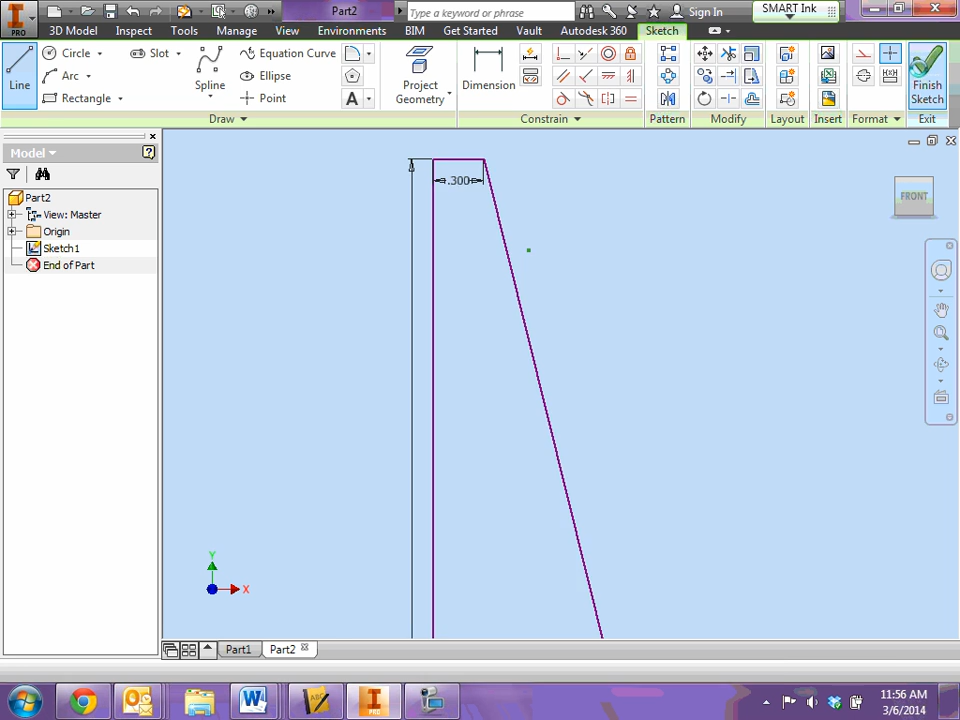 PRO
Part2
Type a keyword or phrase
Sign In
SMART Ink
3D Model
Inspect
Tools
Manage
View
Environments
BIM
Get Started
Vault
Autodesk 360
Sketch
Line
Circle
Arc
Rectangle
Slot
Spline
Equation Curve
Ellipse
Point
A
Project
Geometry
Dimension
Finish
Sketch
Draw
Constrain
Pattern
Modify
Layout
Insert
Format
Exit
Model
Part2
View: Master
Origin
Sketch1
End of Part
.300
FRONT
Y
X
Part1
Part2
PRO
11:56 AM
3/6/2014